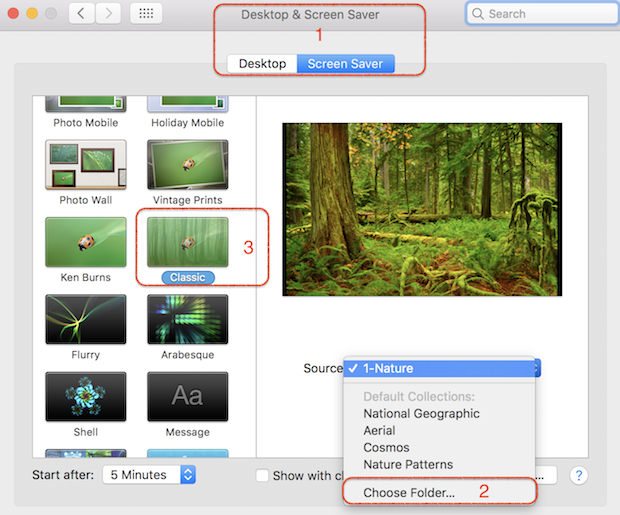 Desktop & Screen Saver
Search
1
Desktop
Screen Saver
Photo Mobile
Holiday Mobile
Photo Wall
Vintage Prints
3
Ken Burns
Classic
Flurry
Arabesque
Aa
Shell
Message
Source
✓ 1-Nature
Default Collections:
National Geographic
Aerial
Cosmos
Nature Patterns
Choose Folder...
2
Start after:
5 Minutes
Show with cl
...
?